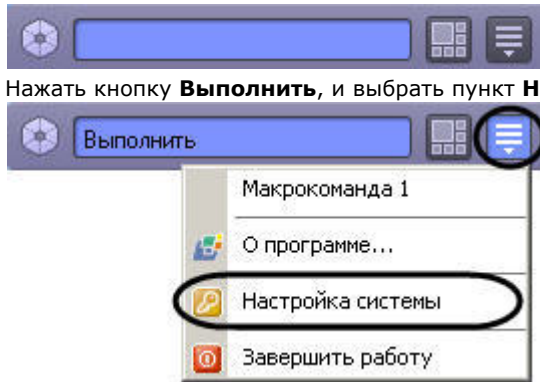 Нажать кнопку Выполнить, и выбрать пункт Н
Выполнить
Макрокоманда 1
О программе...
Настройка системы
Завершить работу